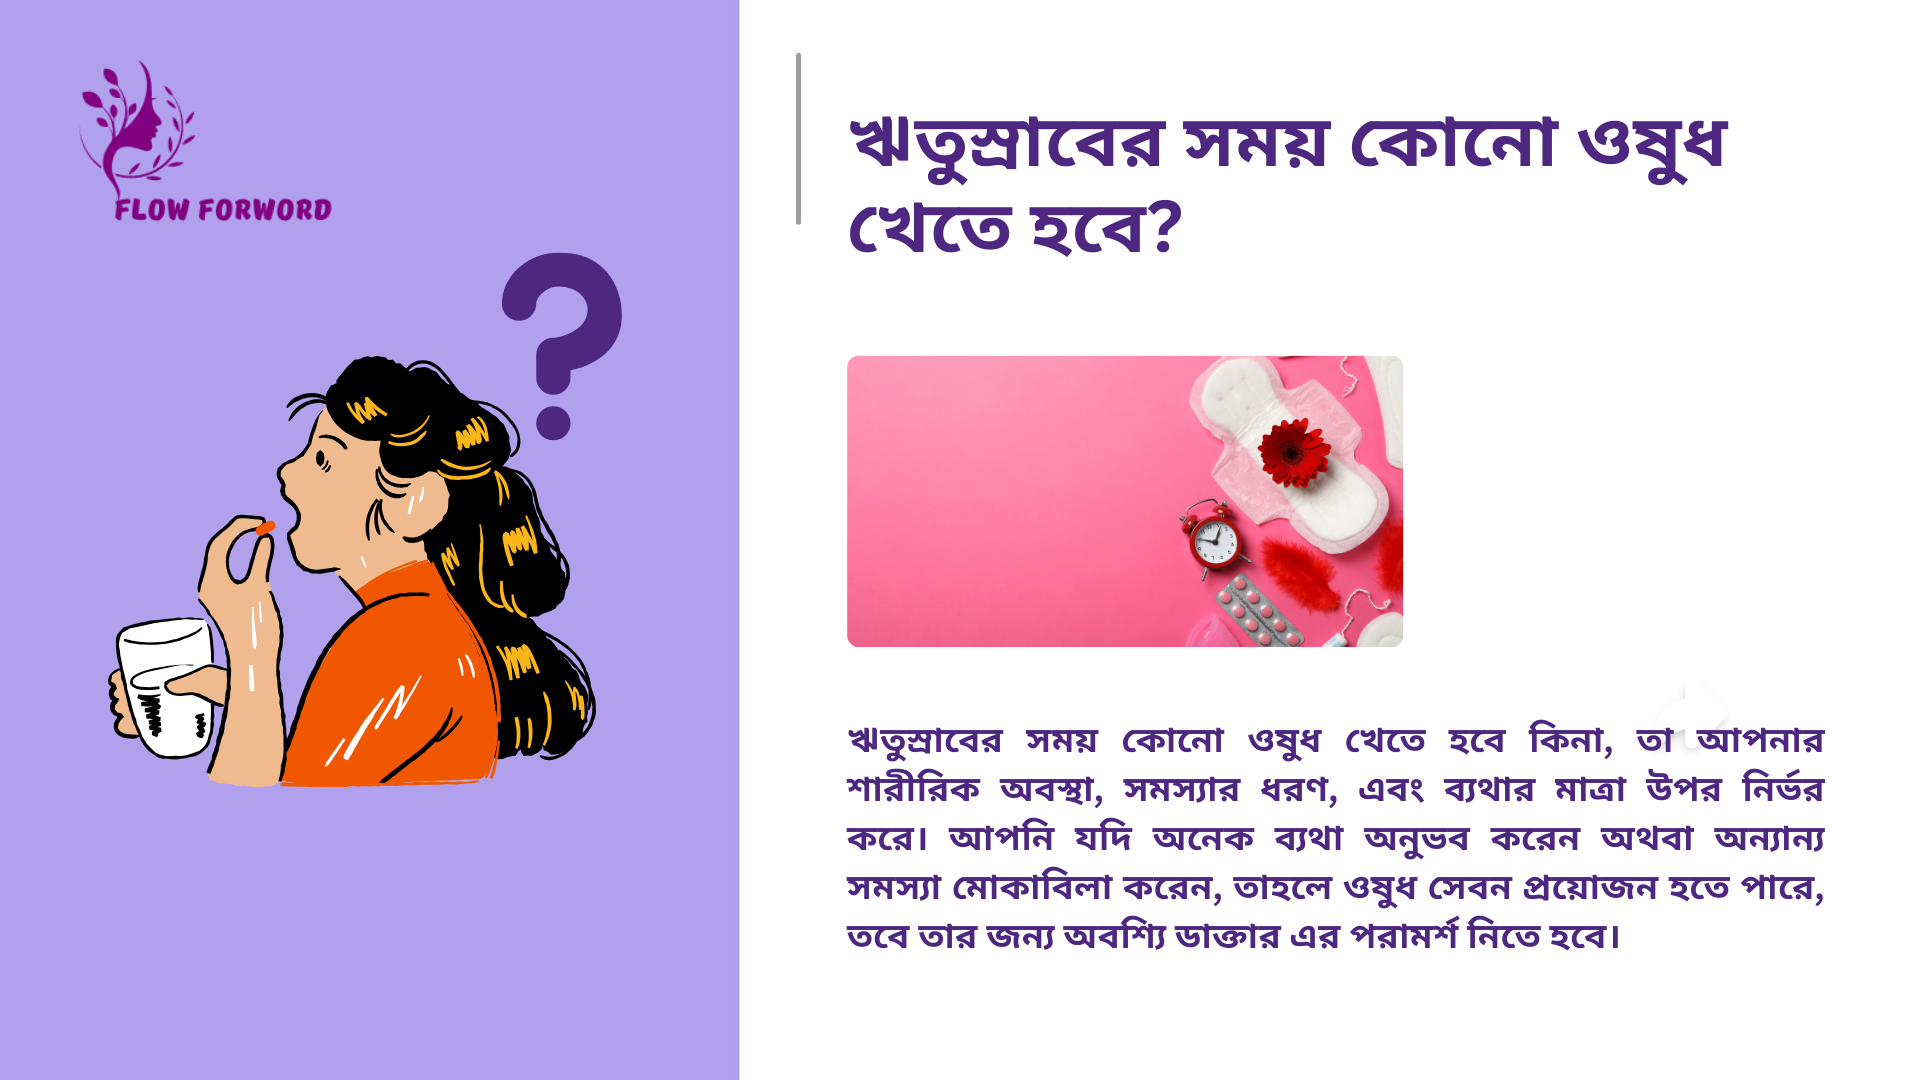 FLOW FORWORD
ঋতুস্রাবের সময় কোনো ওষুধ
খেতে হবে?
ঋতুস্রাবের সময় কোনো ওষুধ খেতে হবে কিনা, তা আপনার
শারীরিক অবস্থা, সমস্যার ধরণ, এবং ব্যথার মাত্রা উপর নির্ভর
করে। আপনি যদি অনেক ব্যথা অনুভব করেন অথবা অন্যান্য
সমস্যা মোকাবিলা করেন, তাহলে ওষুধ সেবন প্রয়োজন হতে পারে,
তবে তার জন্য অবশ্যি ডাক্তার এর পরামর্শ নিতে হবে।